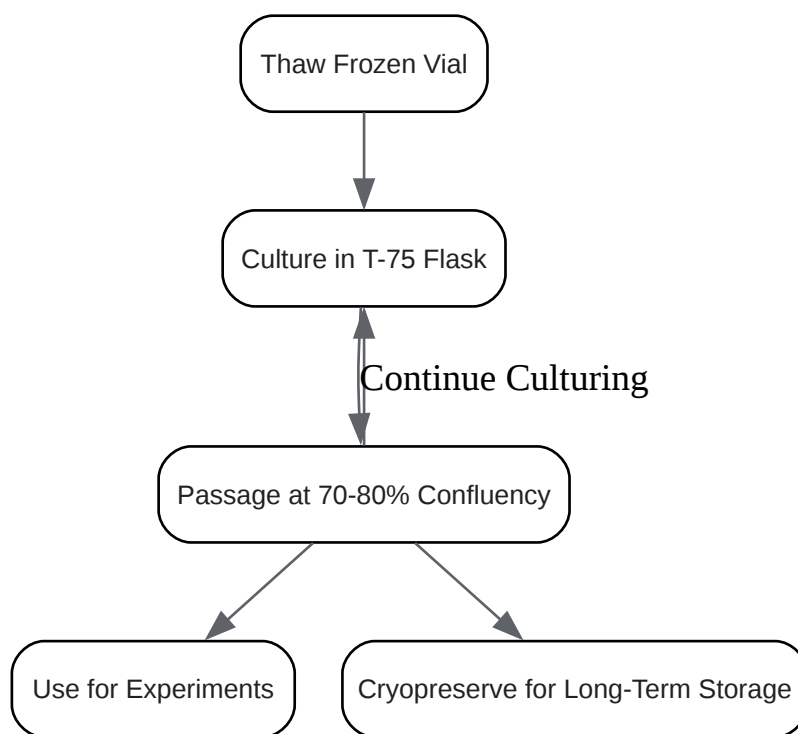 Thaw Frozen Vial
Culture in T-75 Flask
Continue Culturing
Passage at 70-80% Confluency
Use for Experiments
Cryopreserve for Long-Term Storage